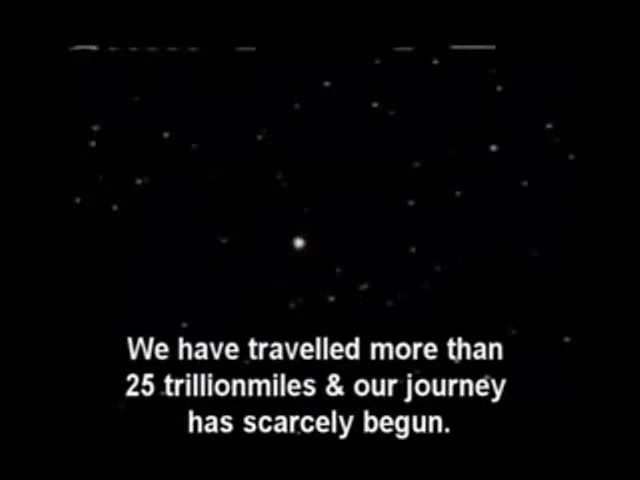 We have travelled more than
25 trillionmiles & our journey
has scarcely begun.